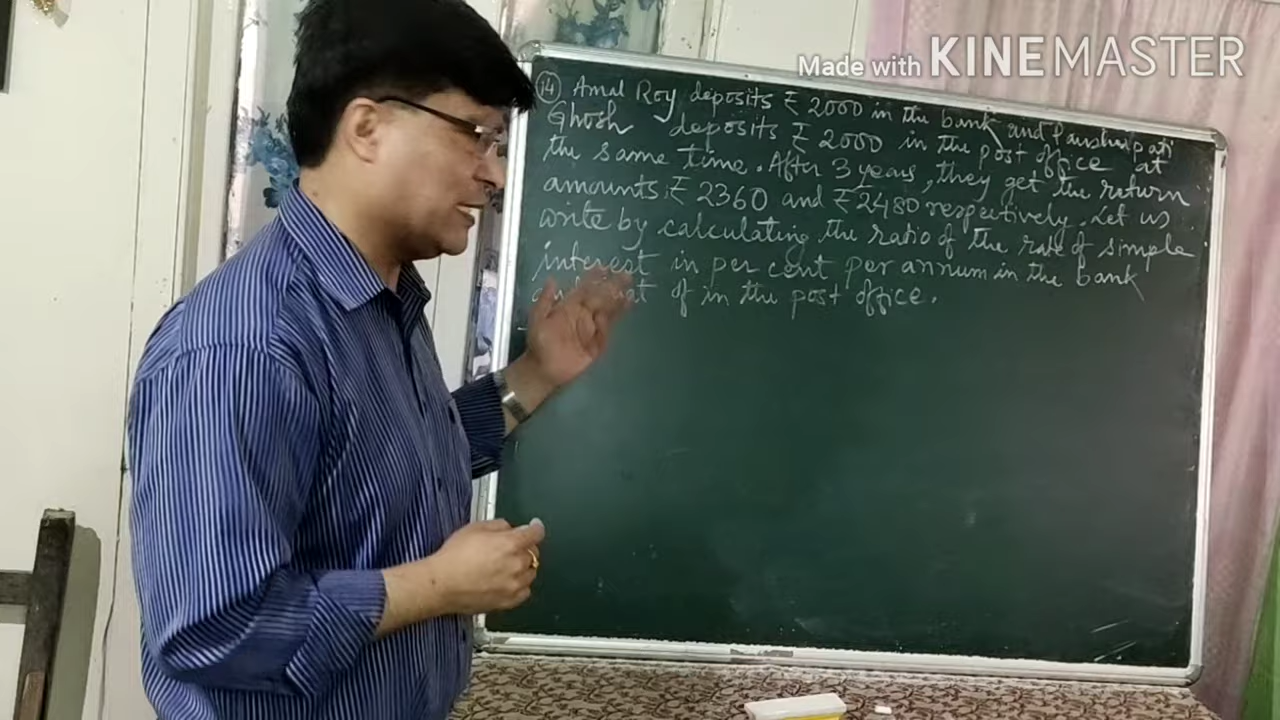 Made with KINEMASTER
(14) Amal Roy deposits ₹ 2000 in the bank and Pashupati
Ghosh deposits ₹ 2000 in the post office at
the same time. After 3 years, they get the return
amounts ₹ 2360 and ₹ 2480 respectively. Let us
write by calculating the ratio of the rate of simple
interest in per cent per annum in the bank
of in the post office.